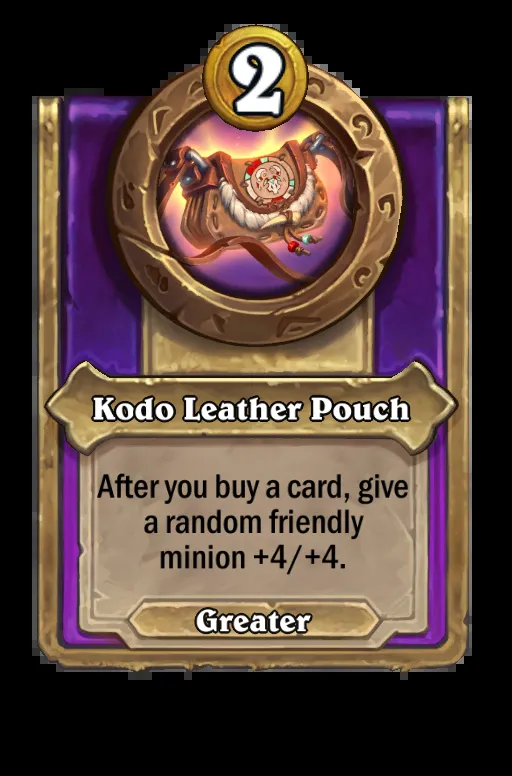 2
Kodo Leather Pouch
After you buy a card, give
a random friendly
minion +4/+4.
Greater